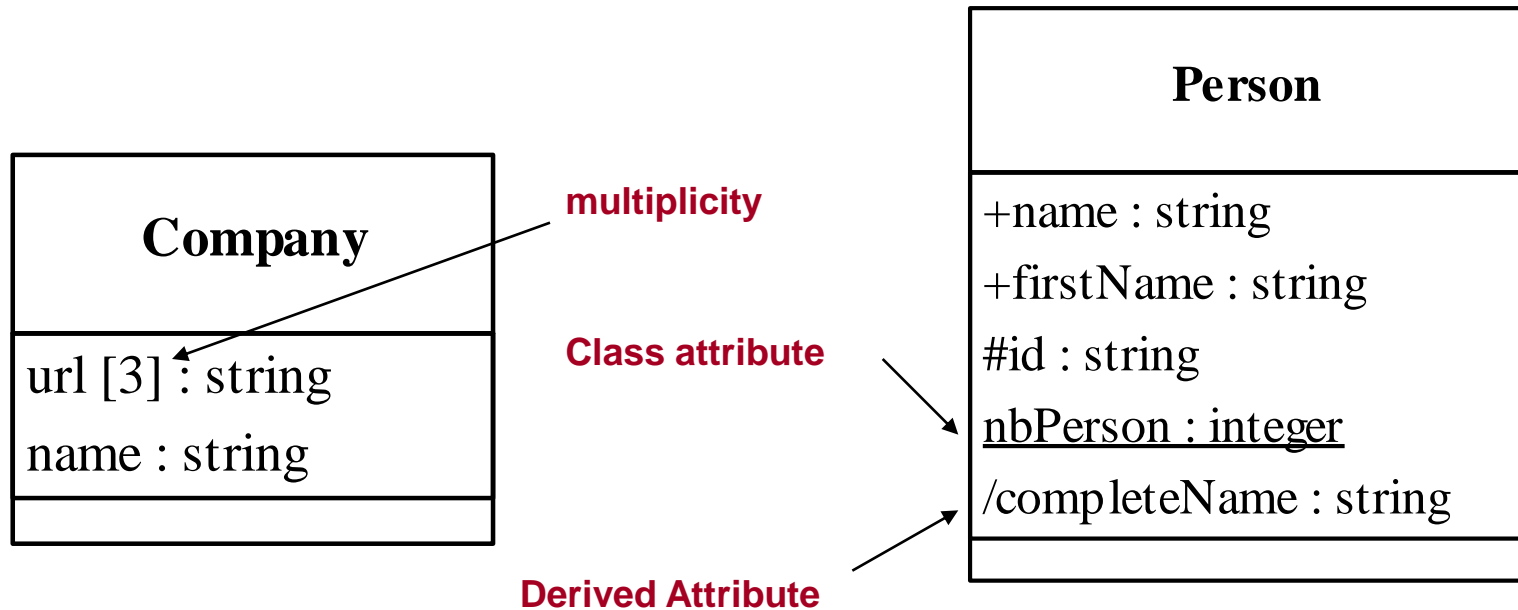 Company
url [3] : string
name : string
multiplicity
Class attribute
Derived Attribute
Person
+name : string
+firstName : string
#id : string
nbPerson : integer
/completeName : string